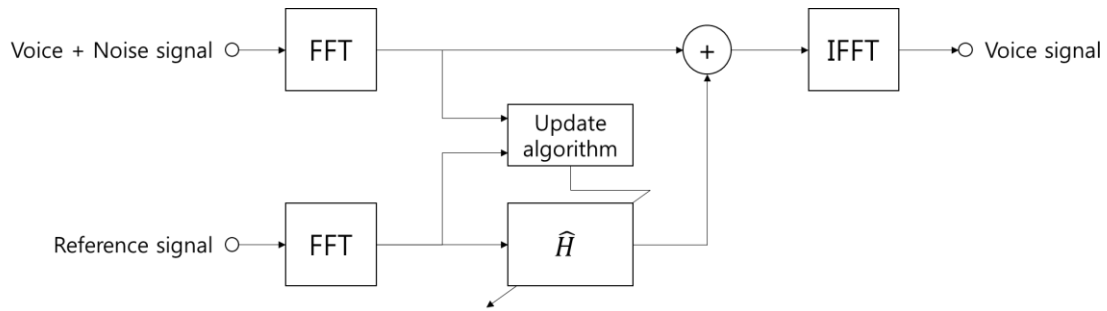 Voice + Noise signal
FFT
+
IFFT
Voice signal
Update
algorithm
Reference signal
FFT
Ĥ